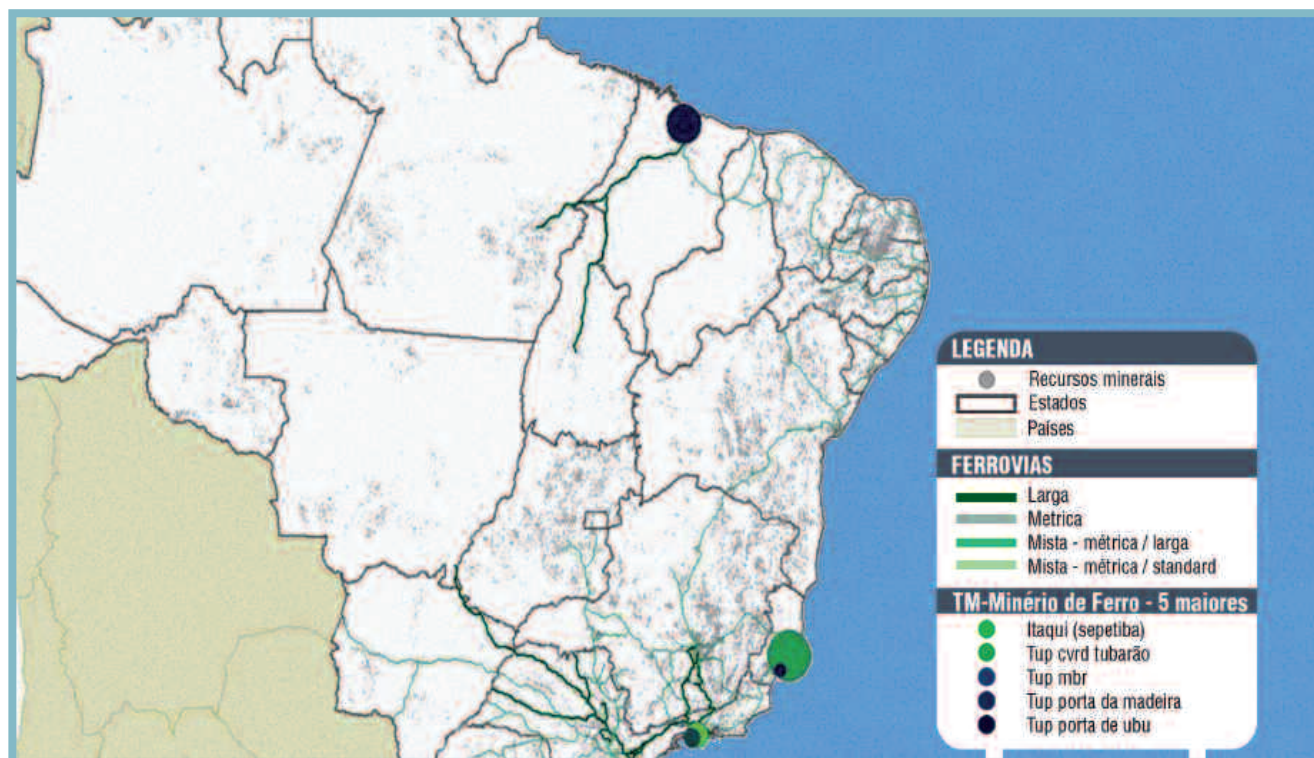 LEGENDA
Recursos minerais
Estados
Países
FERROVIAS
Larga
Metrica
Mista - métrica / larga
Mista - métrica / standard
TM-Minério de Ferro - 5 maiores
Itaqui (sepetiba)
Tup cvrd tubarão
Tup mbr
Tup porta da madeira
Tup porta de ubu